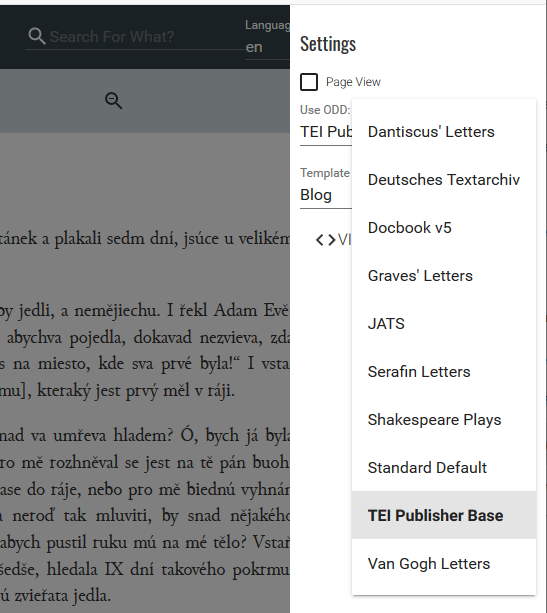 Search For What?
Languag
en
tánek a plakali sedm dní, jsúce u velikém
by jedli, a nemějiechu. I řekl Adam Evě
abychva pojedla, dokavad nezvieva, zda
s na miesto, kde sva prvé byla!“ I vsta
mu], kteraký jest prvý měl v ráji.
nad va umřeva hladem? Ó, bych já byla
ro mě rozhněval se jest na tě pán buoh
ase do ráje, nebo pro mě biednú vyhnán
a neroď tak mluviti, by snad nějakého
abych pustil ruku mú na mé tělo? Vstaň
šedše, hledala IX dní takového pokrmu
ú zvieřata jedla.
Settings
Page View
Use ODD:
TEI Pub
Template
Blog
VI
Dantiscus' Letters
Deutsches Textarchiv
Docbook v5
Graves' Letters
JATS
Serafin Letters
Shakespeare Plays
Standard Default
TEI Publisher Base
Van Gogh Letters